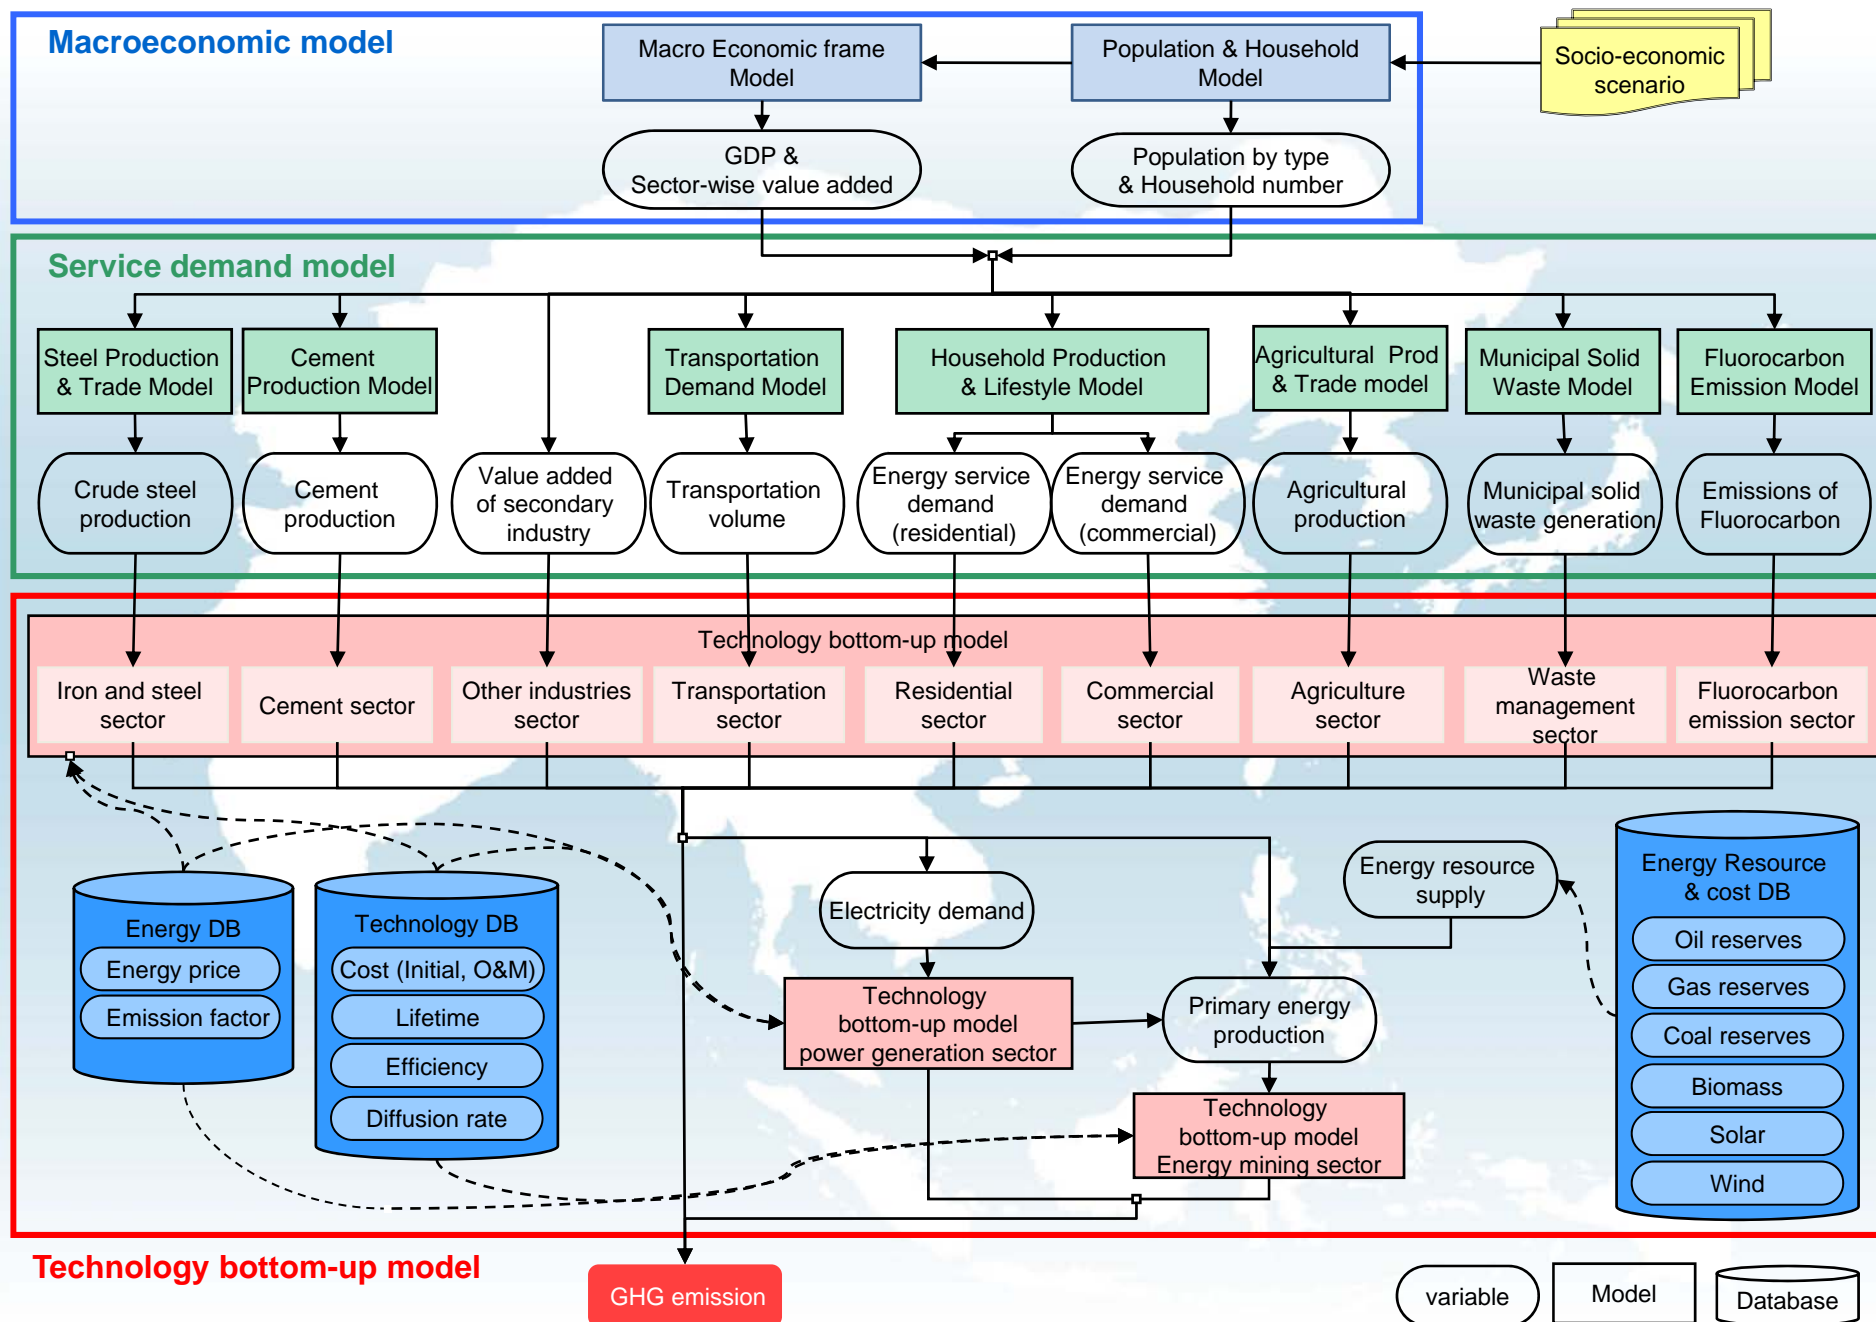 Macroeconomic model
Macro Economic frame
Model
Population & Household
Model
Socio-economic
scenario
GDP &
Sector-wise value added
Population by type
& Household number
Service demand model
Steel Production
& Trade Model
Cement
Production Model
Transportation
Demand Model
Household Production
& Lifestyle Model
Agricultural Prod
& Trade model
Municipal Solid
Waste Model
Fluorocarbon
Emission Model
Crude steel
production
Cement
production
Value added
of secondary
industry
Transportation
volume
Energy service
demand
(residential)
Energy service
demand
(commercial)
Agricultural
production
Municipal solid
waste generation
Emissions of
Fluorocarbon
Technology bottom-up model
Iron and steel
sector
Cement sector
Other industries
sector
Transportation
sector
Residential
sector
Commercial
sector
Agriculture
sector
Waste
management
sector
Fluorocarbon
emission sector
Energy DB
Energy price
Emission factor
Technology DB
Cost (Initial, O&M)
Lifetime
Efficiency
Diffusion rate
Electricity demand
Energy resource
supply
Technology
bottom-up model
power generation sector
Primary energy
production
Technology
bottom-up model
Energy mining sector
Energy Resource
& cost DB
Oil reserves
Gas reserves
Coal reserves
Biomass
Solar
Wind
Technology bottom-up model
GHG emission
variable
Model
Database